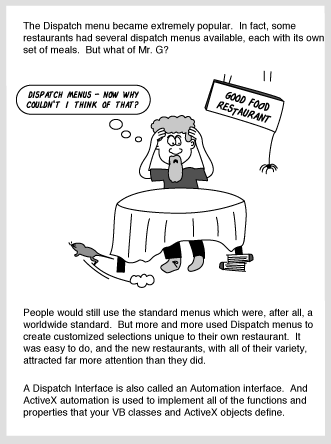 The Dispatch menu became extremely popular.  In fact, some
restaurants had several dispatch menus available, each with its own
set of meals.  But what of Mr. G?
DISPATCH MENUS - NOW WHY
COULDN'T I THINK OF THAT?
GOOD FOOD
RESTAURANT
People would still use the standard menus which were, after all, a
worldwide standard.  But more and more used Dispatch menus to
create customized selections unique to their own restaurant.  It
was easy to do, and the new restaurants, with all of their variety,
attracted far more attention than they did.
A Dispatch Interface is also called an Automation interface.  And
ActiveX automation is used to implement all of the functions and
properties that your VB classes and ActiveX objects define.